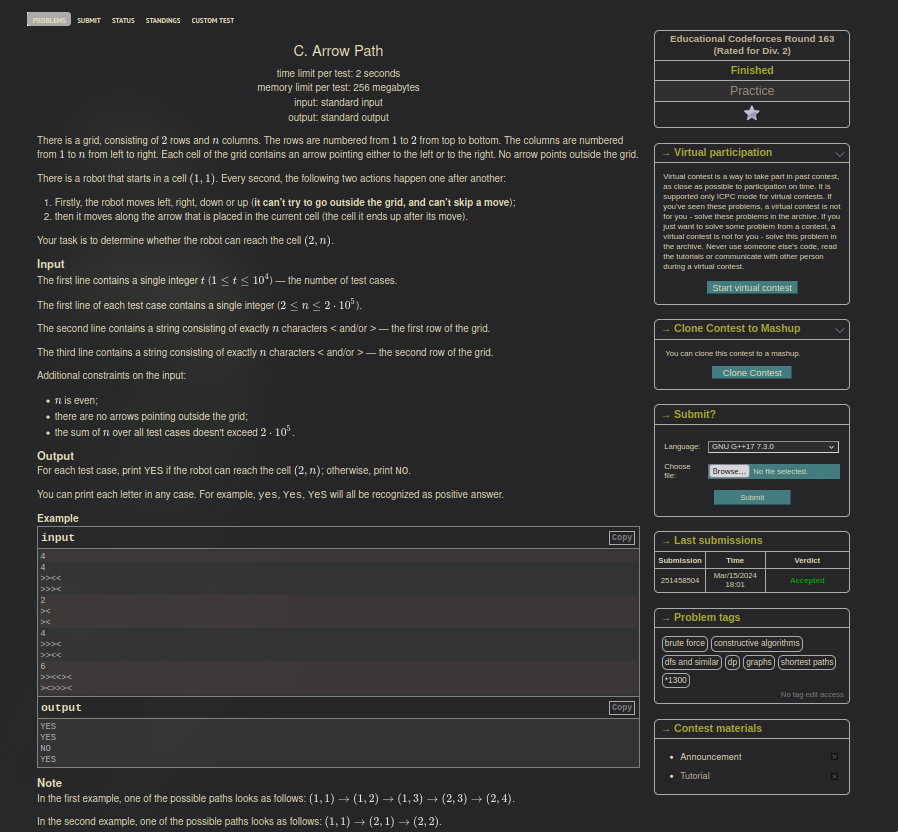 PROBLEMS SUBMIT STATUS STANDINGS CUSTOM TEST
C. Arrow Path
time limit per test: 2 seconds
memory limit per test: 256 megabytes
input: standard input
output: standard output
There is a grid, consisting of 2 rows and n columns. The rows are numbered from 1 to 2 from top to bottom. The columns are numbered
from 1 to n from left to right. Each cell of the grid contains an arrow pointing either to the left or to the right. No arrow points outside the grid.
There is a robot that starts in a cell (1, 1). Every second, the following two actions happen one after another:
1. Firstly, the robot moves left, right, down or up (it can't try to go outside the grid, and can't skip a move);
2. then it moves along the arrow that is placed in the current cell (the cell it ends up after its move).
Your task is to determine whether the robot can reach the cell (2, n).
Input
The first line contains a single integer t (1 ≤ t ≤ 10^4) — the number of test cases.
The first line of each test case contains a single integer (2 ≤ n ≤ 2 · 10^5).
The second line contains a string consisting of exactly n characters < and/or > — the first row of the grid.
The third line contains a string consisting of exactly n characters < and/or > — the second row of the grid.
Additional constraints on the input:
• n is even;
• there are no arrows pointing outside the grid;
• the sum of n over all test cases doesn't exceed 2 · 10^5.
Output
For each test case, print YES if the robot can reach the cell (2, n); otherwise, print NO.
You can print each letter in any case. For example, yes, Yes, YeS will all be recognized as positive answer.
Example
input Copy
4
4
>><<
>>><
2
><
><
4
>>><
>><<
6
>><<><
><>>><
output Copy
YES
YES
NO
YES
Note
In the first example, one of the possible paths looks as follows: (1, 1) → (1, 2) → (1, 3) → (2, 3) → (2, 4).
In the second example, one of the possible paths looks as follows: (1, 1) → (2, 1) → (2, 2).
Educational Codeforces Round 163
(Rated for Div. 2)
Finished
Practice
→ Virtual participation
Virtual contest is a way to take part in past contest,
as close as possible to participation on time. It is
supported only ICPC mode for virtual contests. If
you've seen these problems, a virtual contest is not
for you - solve these problems in the archive. If you
just want to solve some problem from a contest, a
virtual contest is not for you - solve this problem in
the archive. Never use someone else's code, read
the tutorials or communicate with other person
during a virtual contest.
Start virtual contest
→ Clone Contest to Mashup
You can clone this contest to a mashup.
Clone Contest
→ Submit?
Language: GNU G++17 7.3.0
Choose
file: Browse... No file selected.
Submit
→ Last submissions
Submission Time Verdict
251458504 Mar/15/2024
18:01 Accepted
→ Problem tags
brute force constructive algorithms
dfs and similar dp graphs shortest paths
*1300
No tag edit access
→ Contest materials
• Announcement
• Tutorial